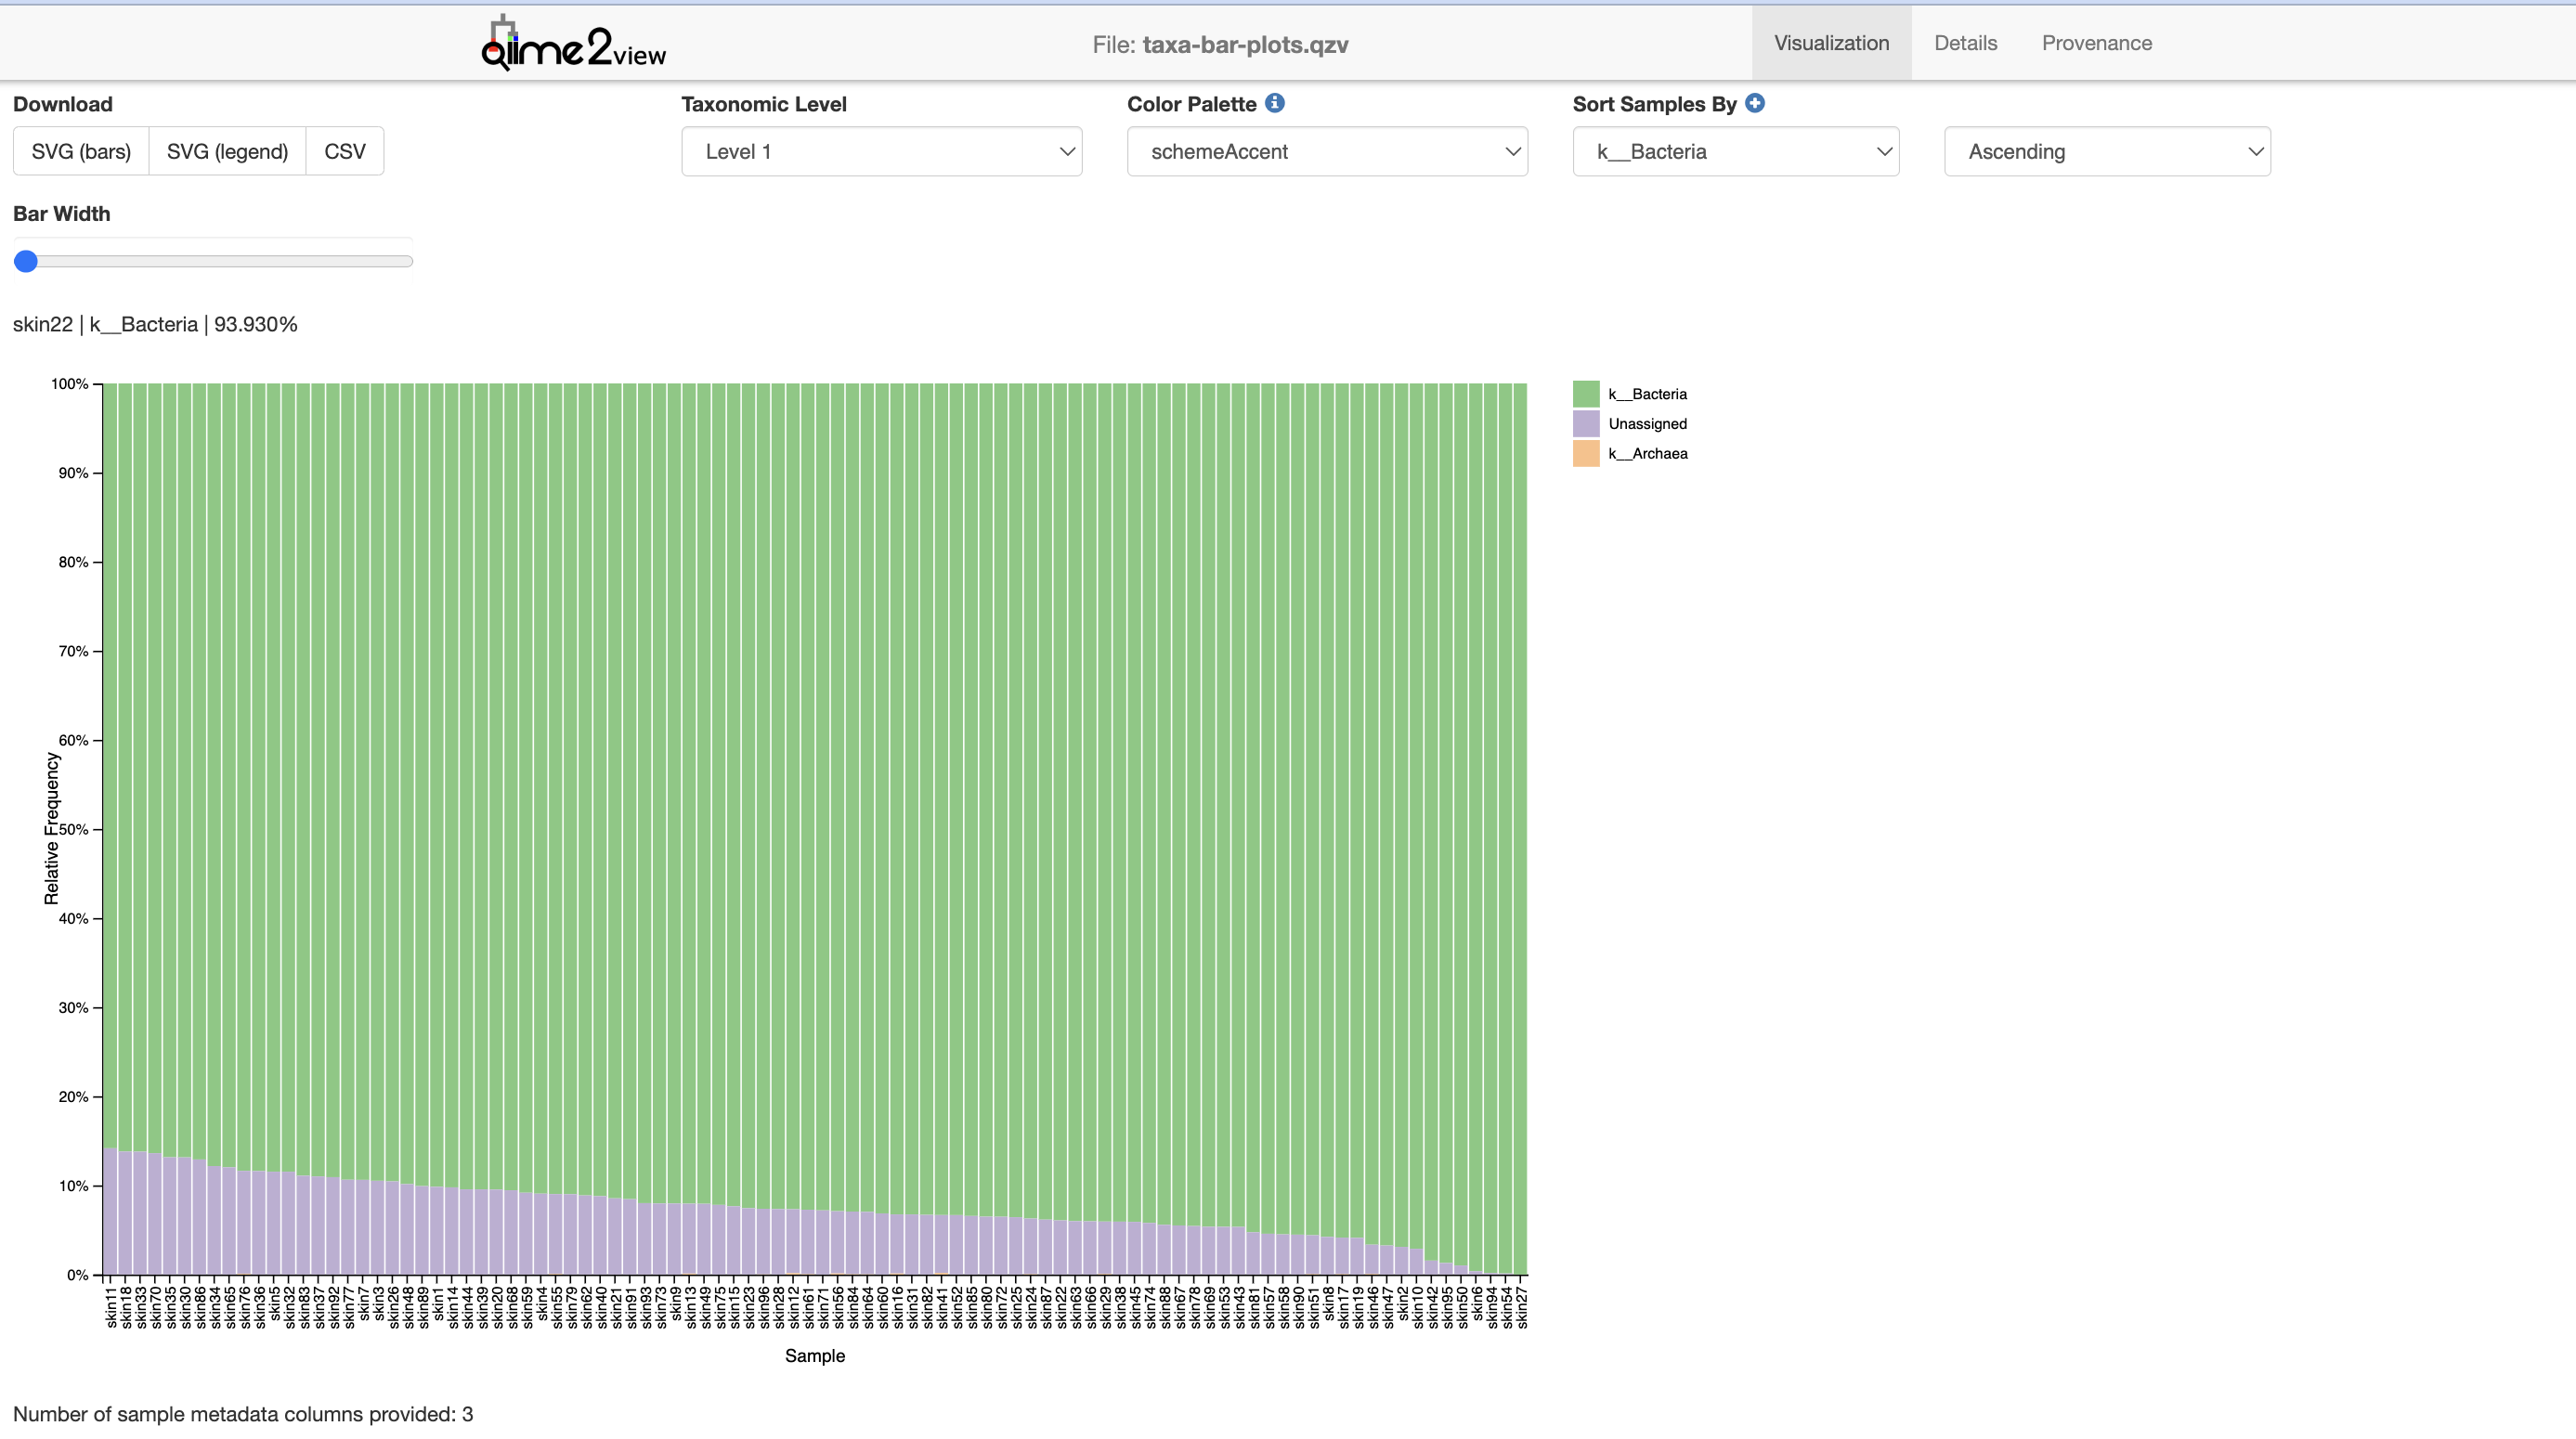 qiime2view
File: taxa-bar-plots.qzv
Visualization
Details
Provenance
Download
Taxonomic Level
Color Palette
Sort Samples By
SVG (bars)
SVG (legend)
CSV
Level 1
schemeAccent
k__Bacteria
Ascending
Bar Width
skin22 | k__Bacteria | 93.930%
100%
90%
80%
70%
60%
50%
40%
30%
20%
10%
0%
Relative Frequency
k__Bacteria
Unassigned
k__Archaea
skin11
skin18
skin33
skin70
skin35
skin30
skin86
skin34
skin65
skin76
skin36
skin5
skin32
skin83
skin37
skin92
skin77
skin7
skin3
skin26
skin48
skin89
skin1
skin14
skin44
skin39
skin20
skin68
skin59
skin4
skin55
skin79
skin62
skin40
skin21
skin91
skin93
skin73
skin9
skin13
skin49
skin75
skin15
skin23
skin96
skin28
skin12
skin61
skin71
skin56
skin84
skin64
skin60
skin16
skin31
skin82
skin41
skin52
skin85
skin80
skin72
skin25
skin24
skin87
skin22
skin63
skin66
skin29
skin38
skin45
skin74
skin88
skin67
skin78
skin69
skin53
skin43
skin81
skin57
skin58
skin90
skin51
skin8
skin17
skin19
skin46
skin47
skin2
skin10
skin42
skin95
skin50
skin6
skin94
skin54
skin27
Sample
Number of sample metadata columns provided: 3